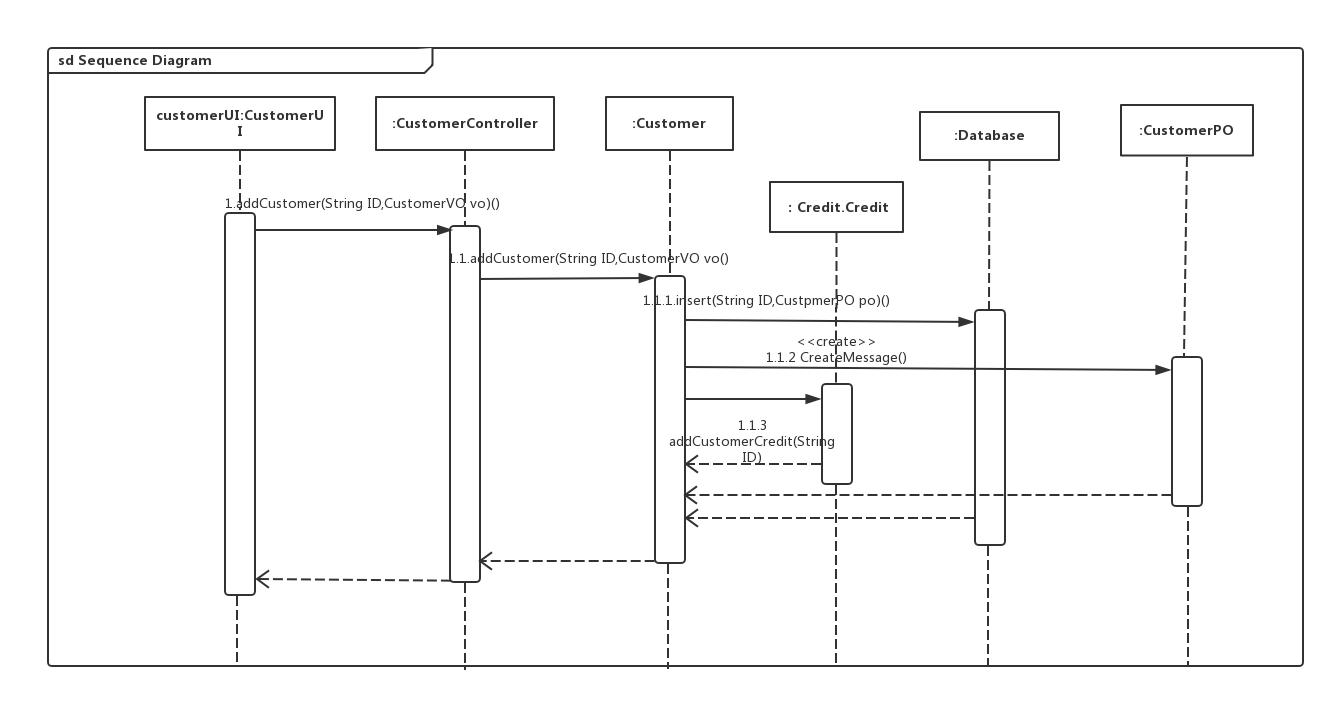 sd Sequence Diagram
customerUI:CustomerU
I
:CustomerController
:Customer
:Database
:CustomerPO
: Credit.Credit
1.addCustomer(String ID,CustomerVO vo)()
1.1.addCustomer(String ID,CustomerVO vo()
1.1.1.insert(String ID,CustpmerPO po)()
<<create>>
1.1.2 CreateMessage()
1.1.3
addCustomerCredit(String
ID)